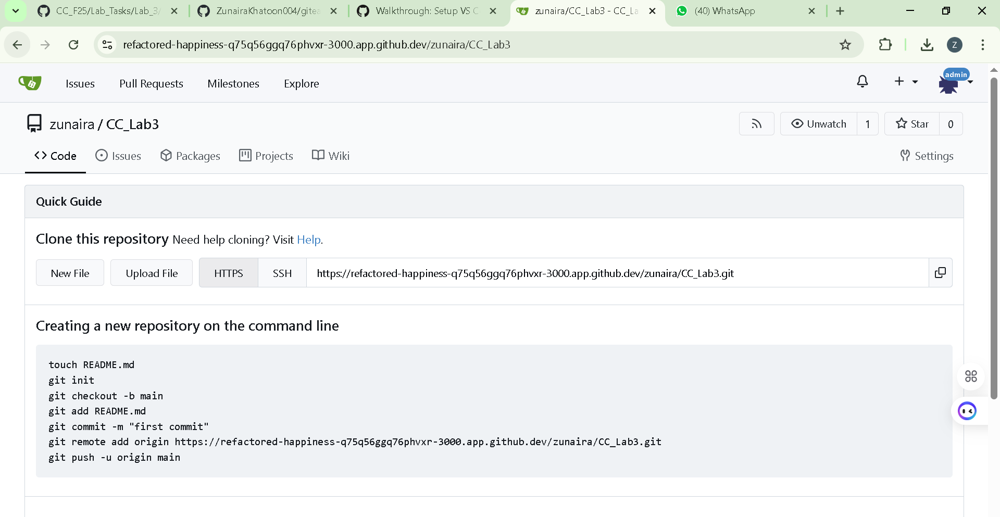 CC_F25/Lab_Tasks/Lab_3/
ZunairaKhatoon004/gitea
Walkthrough: Setup VS C
zunaira/CC_Lab3 - CC_La
(40) WhatsApp
refactored-happiness-q75q56ggq76phvxr-3000.app.github.dev/zunaira/CC_Lab3
Z
Issues
Pull Requests
Milestones
Explore
admin
zunaira / CC_Lab3
Unwatch 1
Star 0
Code
Issues
Packages
Projects
Wiki
Settings
Quick Guide
Clone this repository Need help cloning? Visit Help.
New File
Upload File
HTTPS
SSH
https://refactored-happiness-q75q56ggq76phvxr-3000.app.github.dev/zunaira/CC_Lab3.git
Creating a new repository on the command line
touch README.md
git init
git checkout -b main
git add README.md
git commit -m "first commit"
git remote add origin https://refactored-happiness-q75q56ggq76phvxr-3000.app.github.dev/zunaira/CC_Lab3.git
git push -u origin main